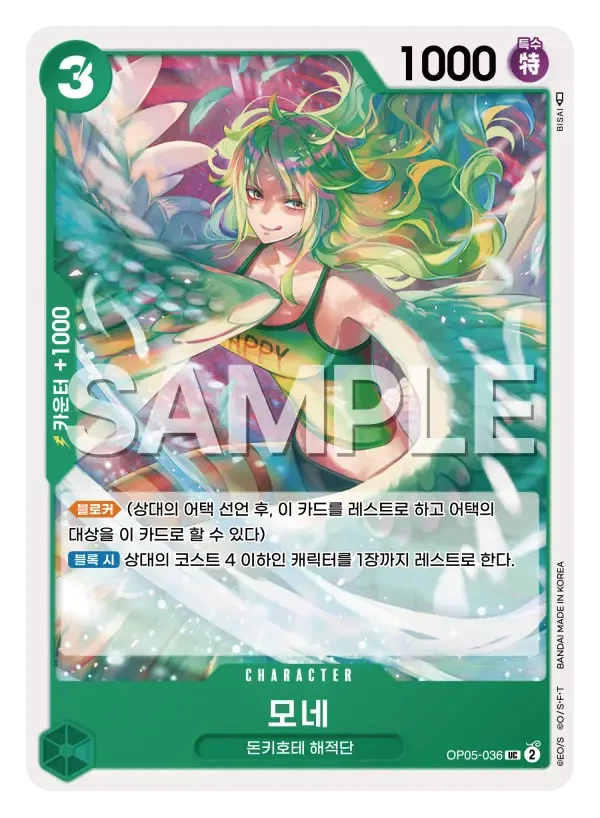 3
1000
특수
特
BISAI
카운터 +1000
HAPPY
SAMPLE
블로커 (상대의 어택 선언 후, 이 카드를 레스트로 하고 어택의
대상을 이 카드로 할 수 있다)
블록 시 상대의 코스트 4 이하인 캐릭터를 1장까지 레스트로 한다.
CHARACTER
모네
돈키호테 해적단
OP05-036 UC 2
©EO/S ©O/S·F·T BANDAI MADE IN KOREA